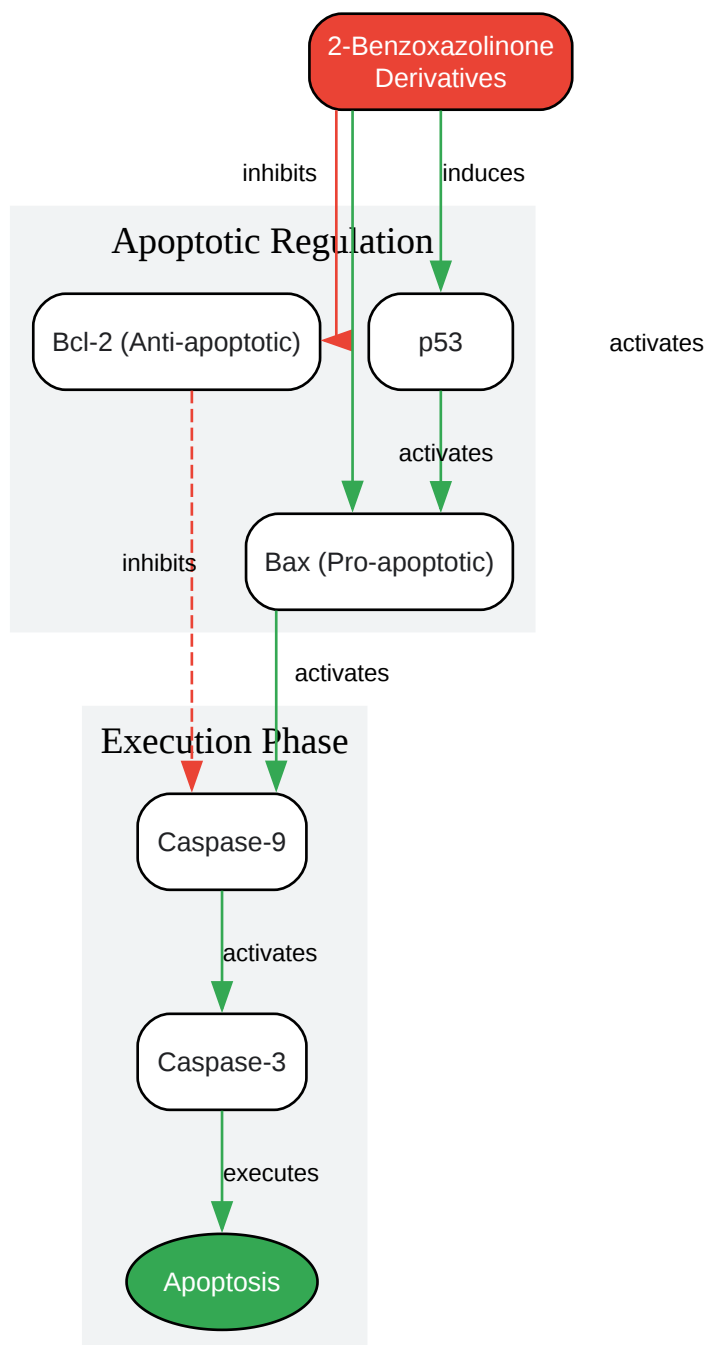 2-Benzoxazolinone
Derivatives
inhibits
induces
Apoptotic Regulation
Bcl-2 (Anti-apoptotic)
p53
activates
activates
inhibits
Bax (Pro-apoptotic)
activates
Execution Phase
Caspase-9
activates
Caspase-3
executes
Apoptosis